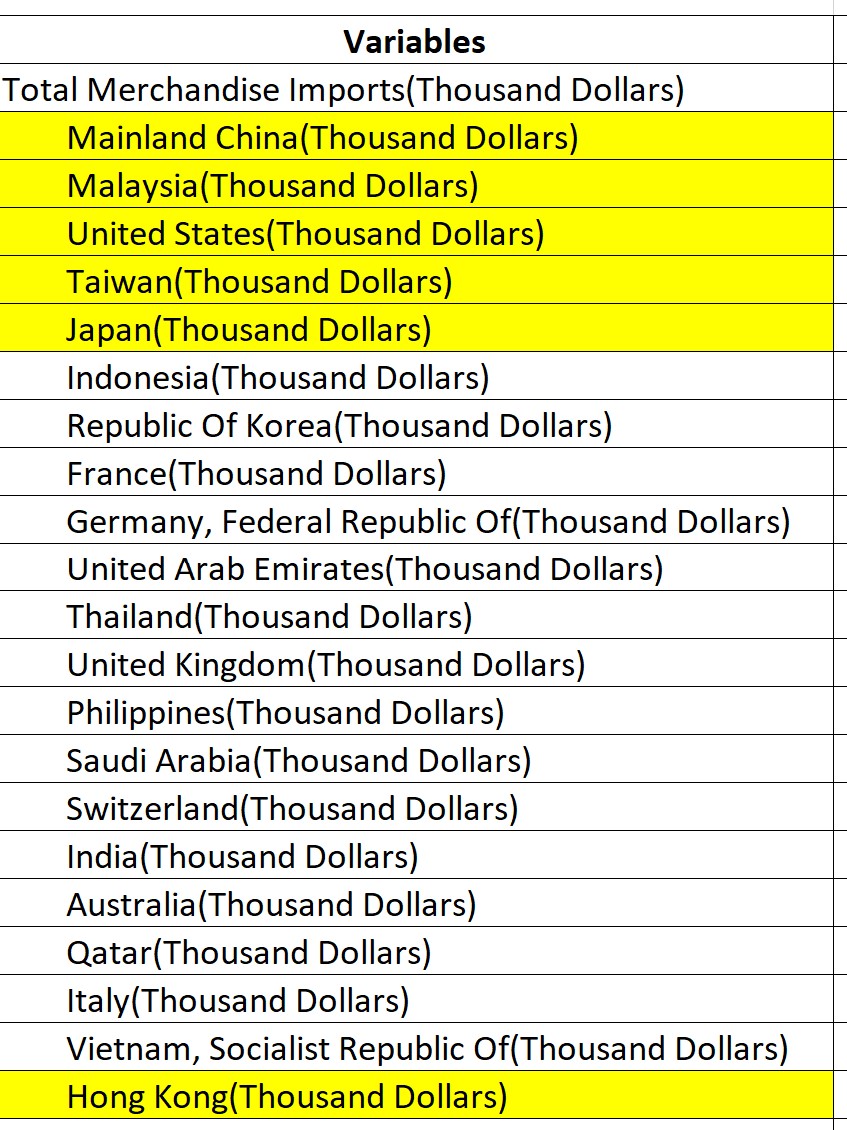 Variables
Total Merchandise Imports(Thousand Dollars)
Mainland China(Thousand Dollars)
Malaysia(Thousand Dollars)
United States(Thousand Dollars)
Taiwan(Thousand Dollars)
Japan(Thousand Dollars)
Indonesia(Thousand Dollars)
Republic Of Korea(Thousand Dollars)
France(Thousand Dollars)
Germany, Federal Republic Of(Thousand Dollars)
United Arab Emirates(Thousand Dollars)
Thailand(Thousand Dollars)
United Kingdom(Thousand Dollars)
Philippines(Thousand Dollars)
Saudi Arabia(Thousand Dollars)
Switzerland(Thousand Dollars)
India(Thousand Dollars)
Australia(Thousand Dollars)
Qatar(Thousand Dollars)
Italy(Thousand Dollars)
Vietnam, Socialist Republic Of(Thousand Dollars)
Hong Kong(Thousand Dollars)